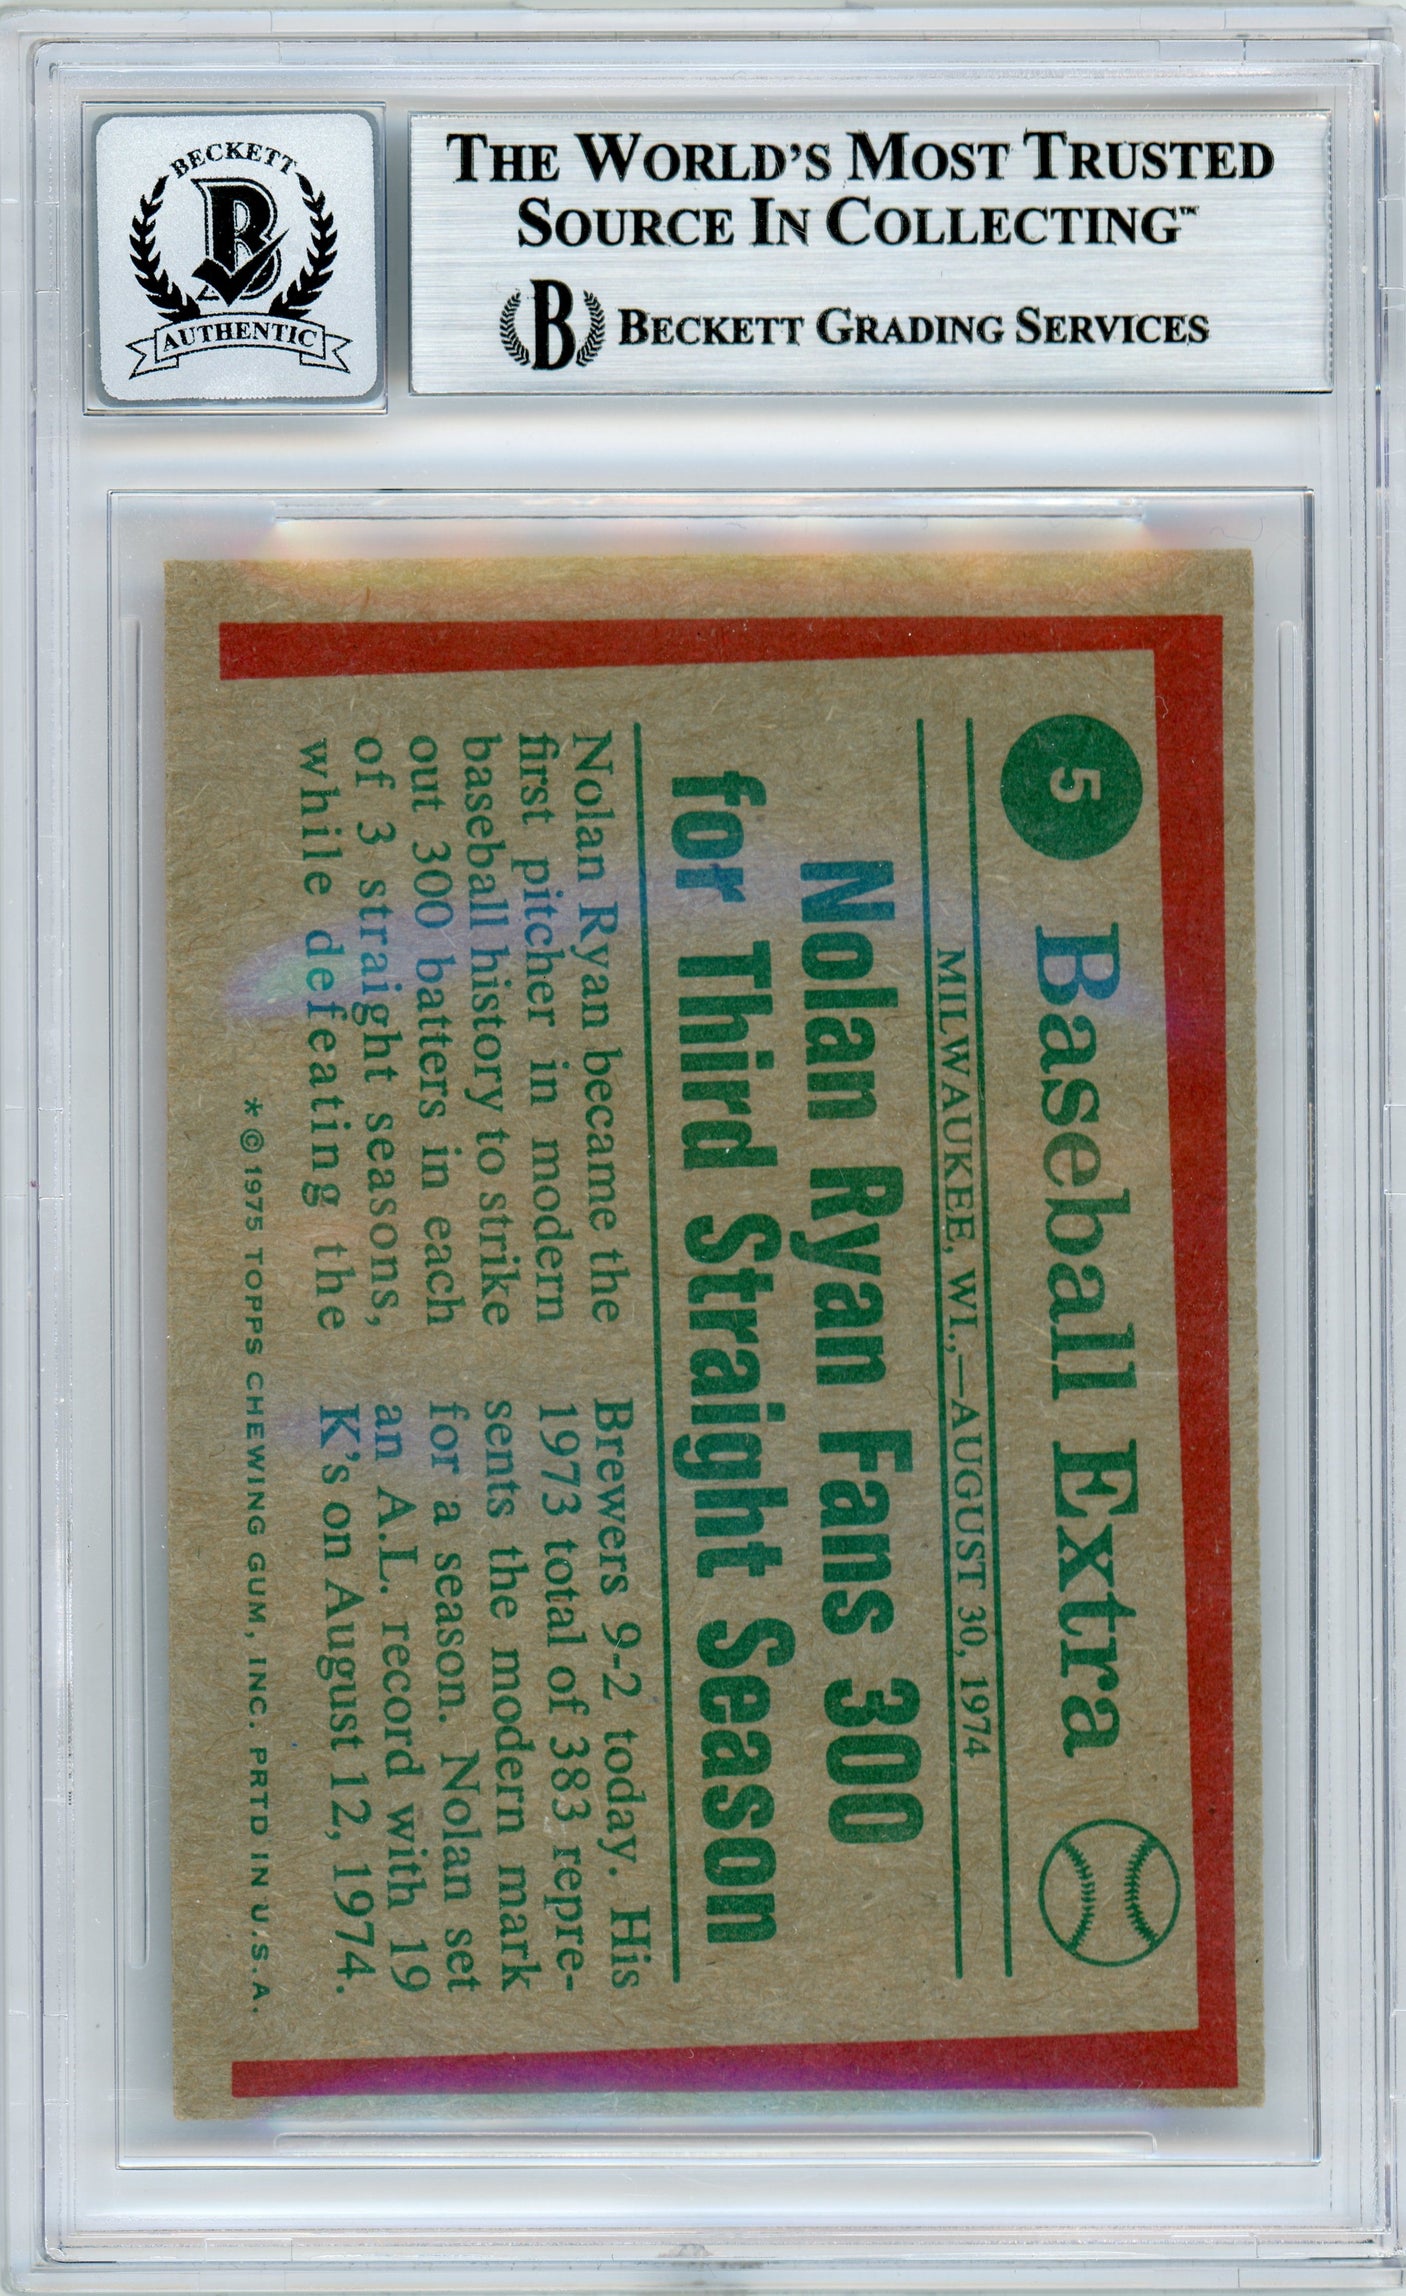 BECKETT
B
AUTHENTIC
THE WORLD'S MOST TRUSTED
SOURCE IN COLLECTING™
B BECKETT GRADING SERVICES
5 Baseball Extra
MILWAUKEE, WI.,—AUGUST 30, 1974
Nolan Ryan Fans 300
for Third Straight Season
Nolan Ryan became the
first pitcher in modern
baseball history to strike
out 300 batters in each
of 3 straight seasons,
while defeating the
Brewers 9-2 today. His
1973 total of 383 repre-
sents the modern mark
for a season. Nolan set
an A.L. record with 19
K's on August 12, 1974.
* © 1975 TOPPS CHEWING GUM, INC. PRTD IN U.S.A.